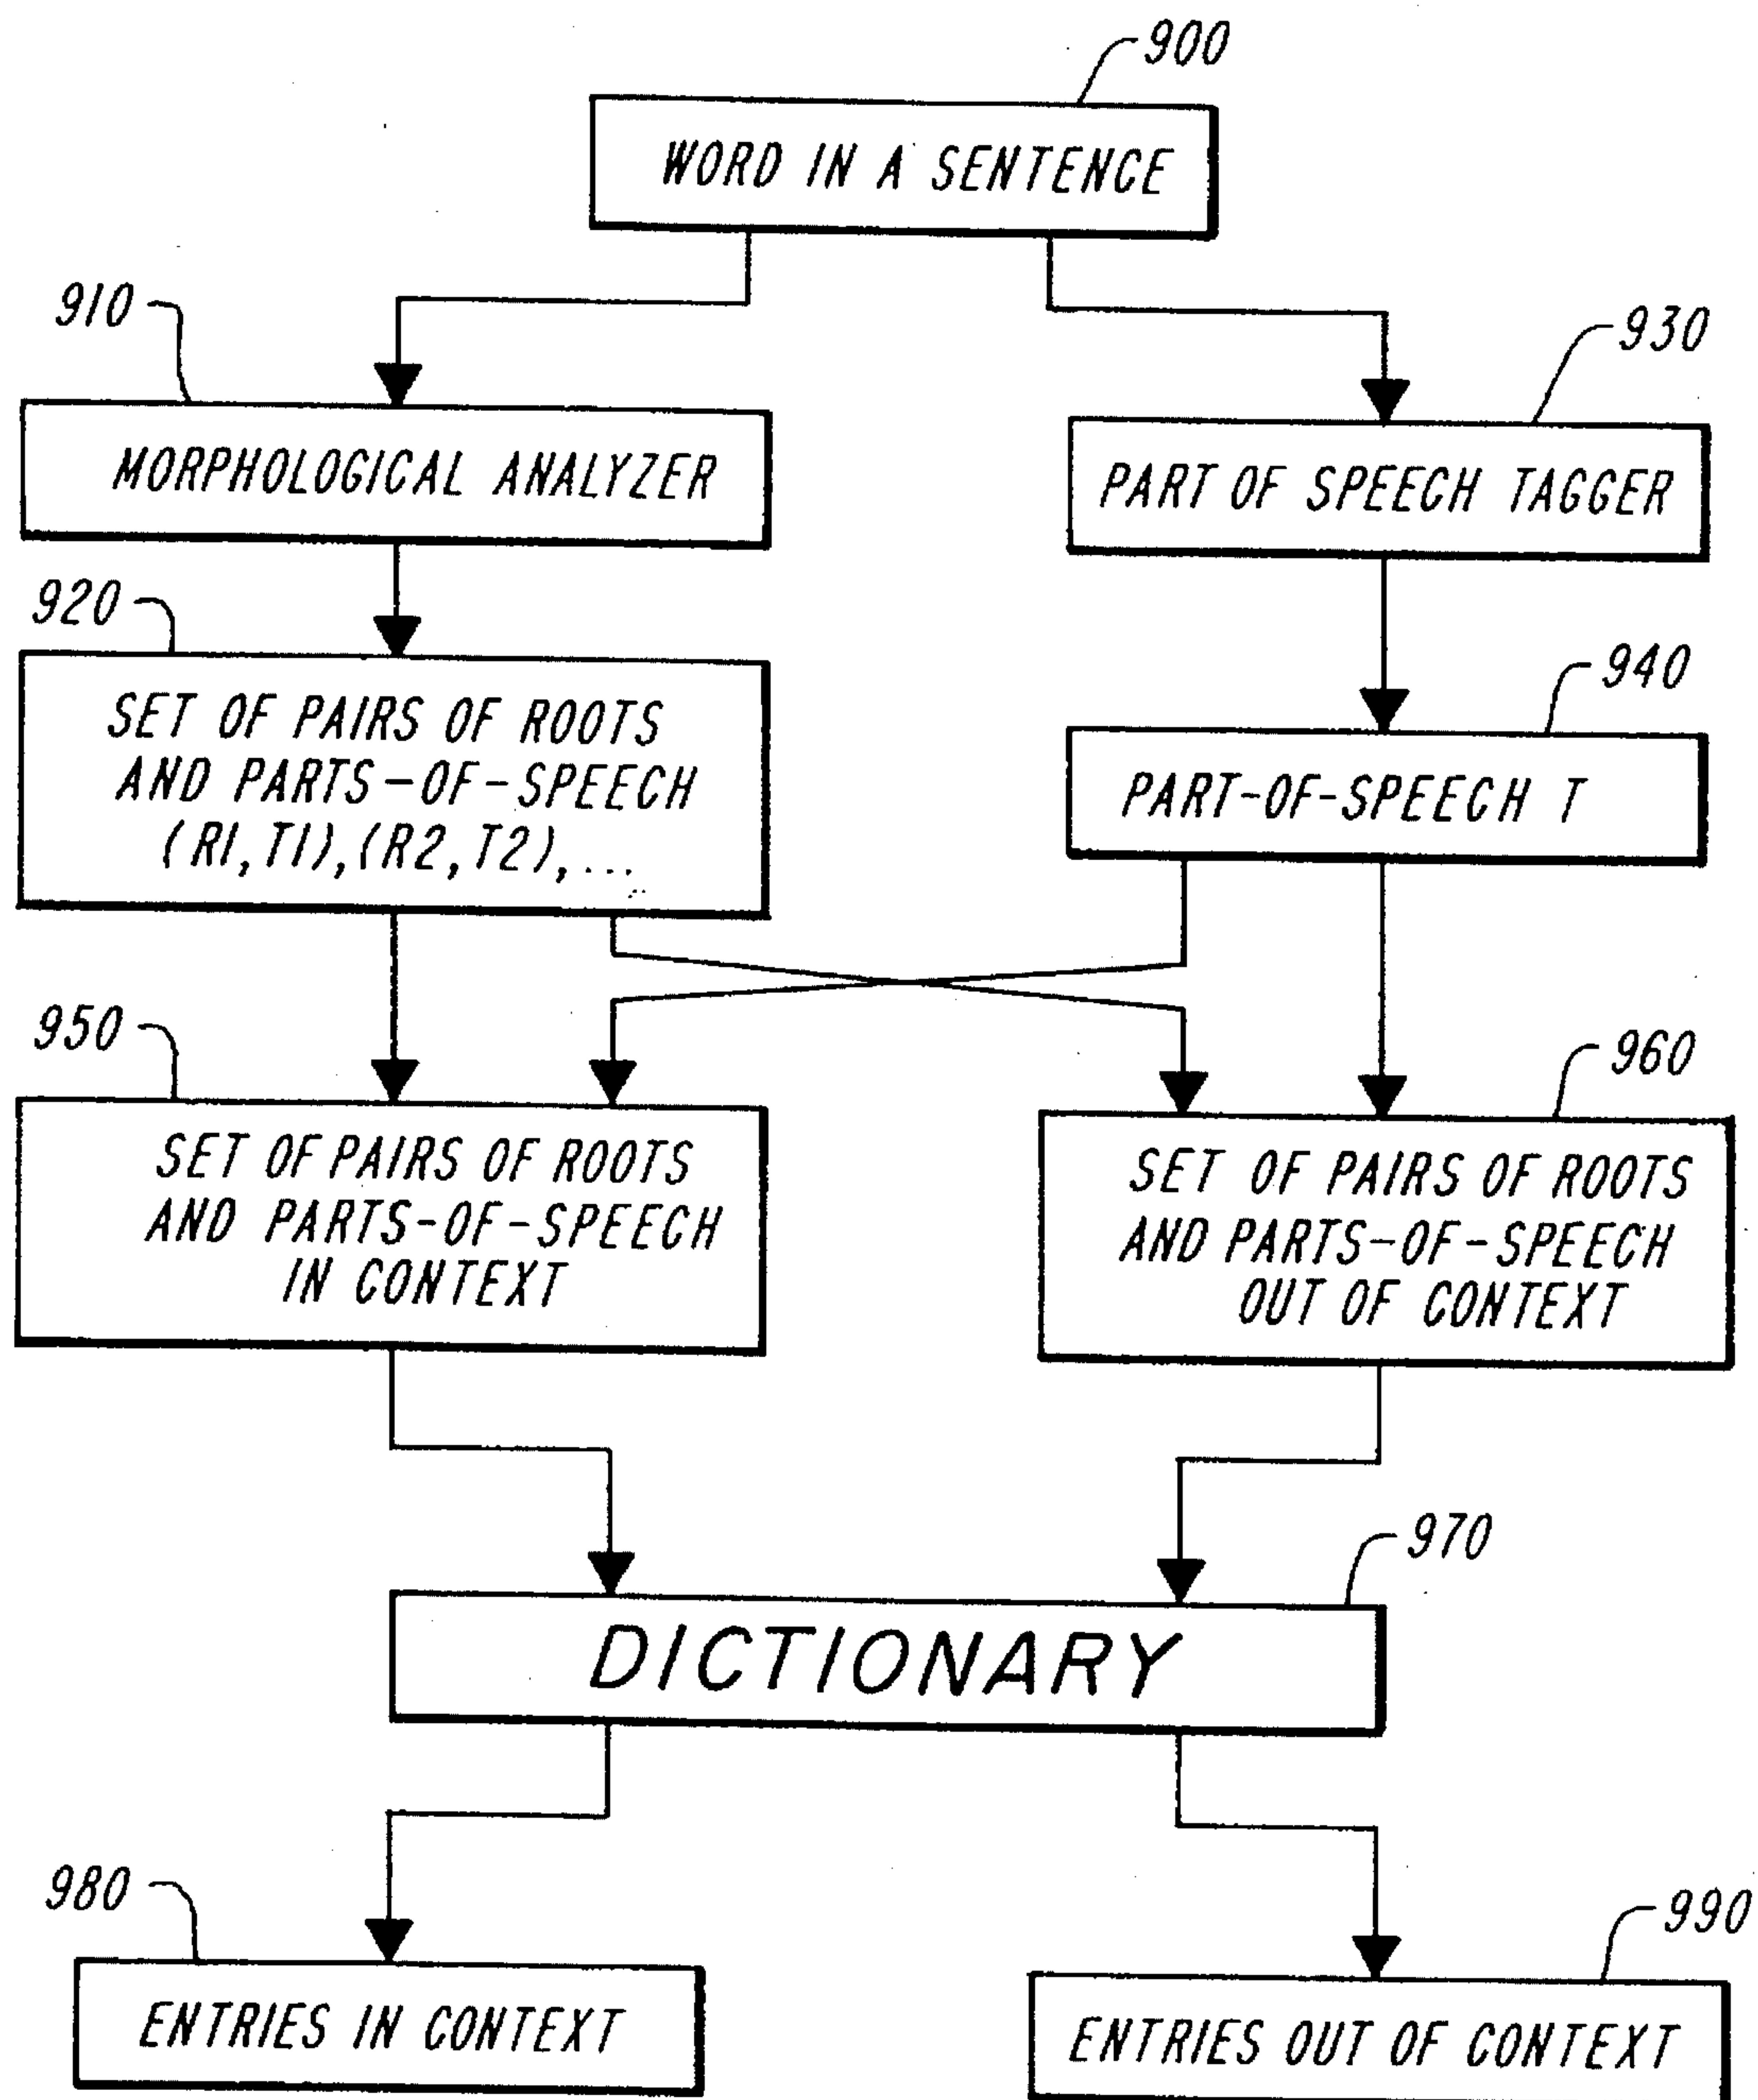 900
WORD IN A SENTENCE
910
930
MORPHOLOGICAL ANALYZER
PART OF SPEECH TAGGER
920
940
SET OF PAIRS OF ROOTS
AND PARTS-OF-SPEECH
(R1,T1),(R2,T2),...
PART-OF-SPEECH T
950
960
SET OF PAIRS OF ROOTS
AND PARTS-OF-SPEECH
IN CONTEXT
SET OF PAIRS OF ROOTS
AND PARTS-OF-SPEECH
OUT OF CONTEXT
970
DICTIONARY
980
990
ENTRIES IN CONTEXT
ENTRIES OUT OF CONTEXT